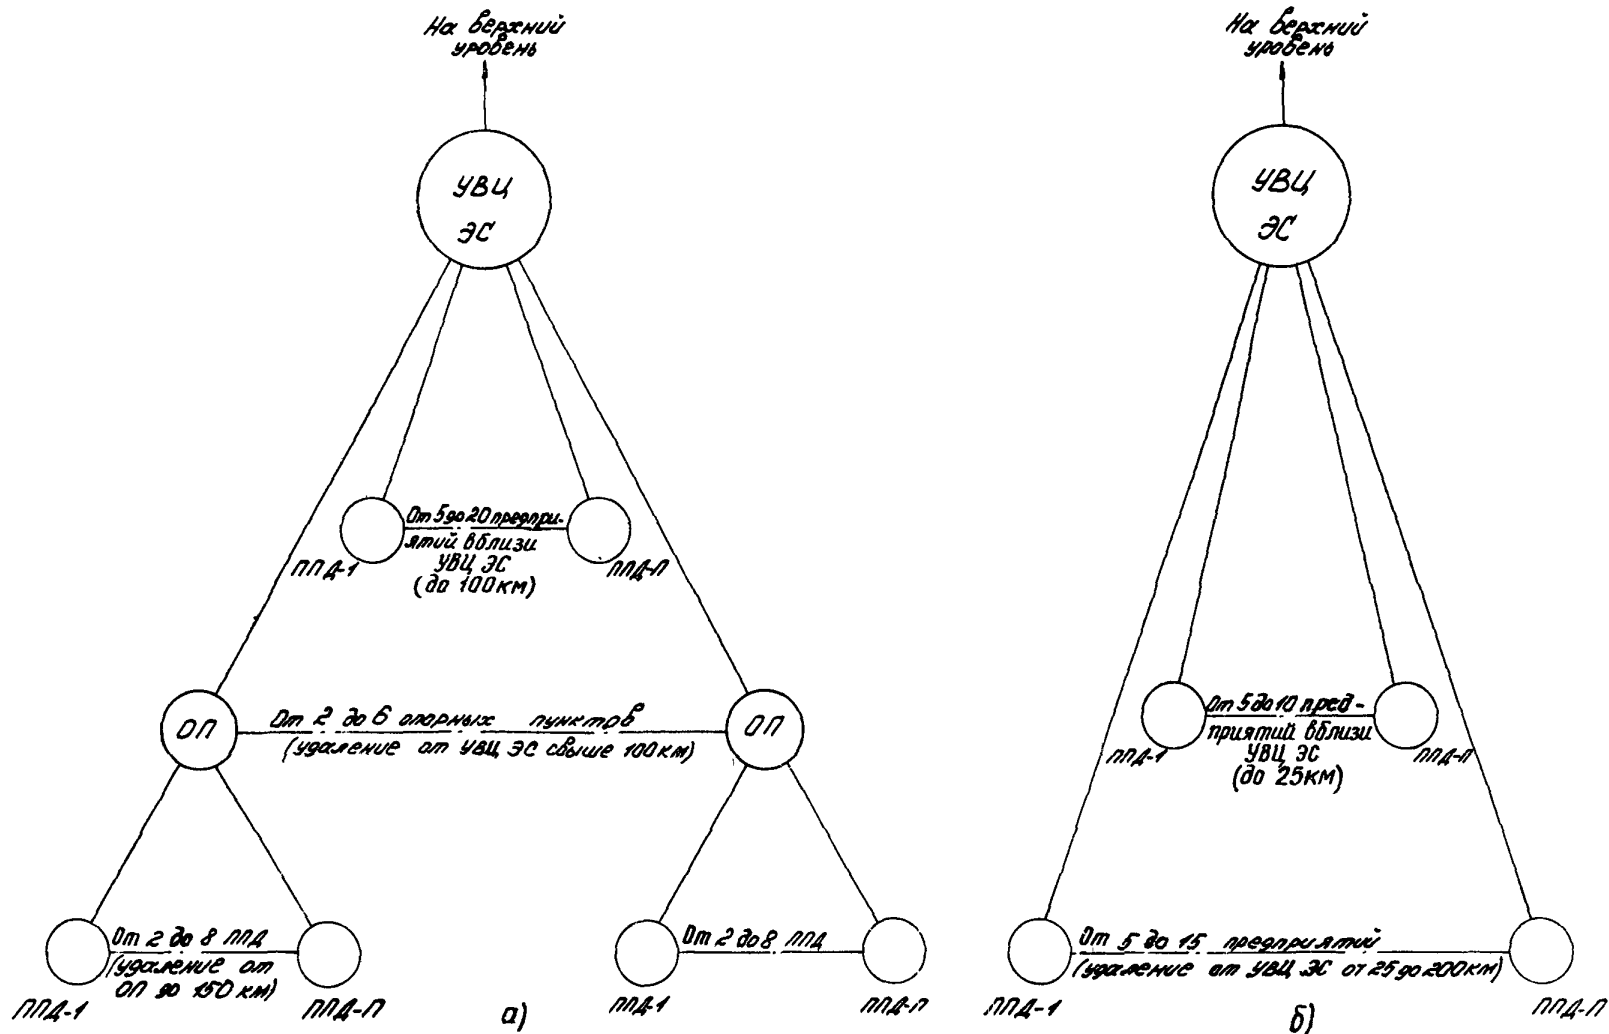 На верхний
уровень
УВЦ
ЭС
От 5 до 20 предпри-
ятий вблизи
УВЦ ЭС
(до 100 км)
ППД-1
ППД-П
ОП
От 2 до 6 опорных пунктов
(удаление от УВЦ ЭС свыше 100 км)
ОП
От 2 до 8 ППД
(удаление от
ОП до 150 км)
ППД-1
ППД-П
От 2 до 8 ППД
ППД-1
ППД-П
а)
На верхний
уровень
УВЦ
ЭС
От 5 до 10 пред-
приятий вблизи
УВЦ ЭС
(до 25 км)
ППД-1
ППД-П
От 5 до 15 предприятий
(удаление от УВЦ ЭС от 25 до 200 км)
ППД-1
ППД-П
б)